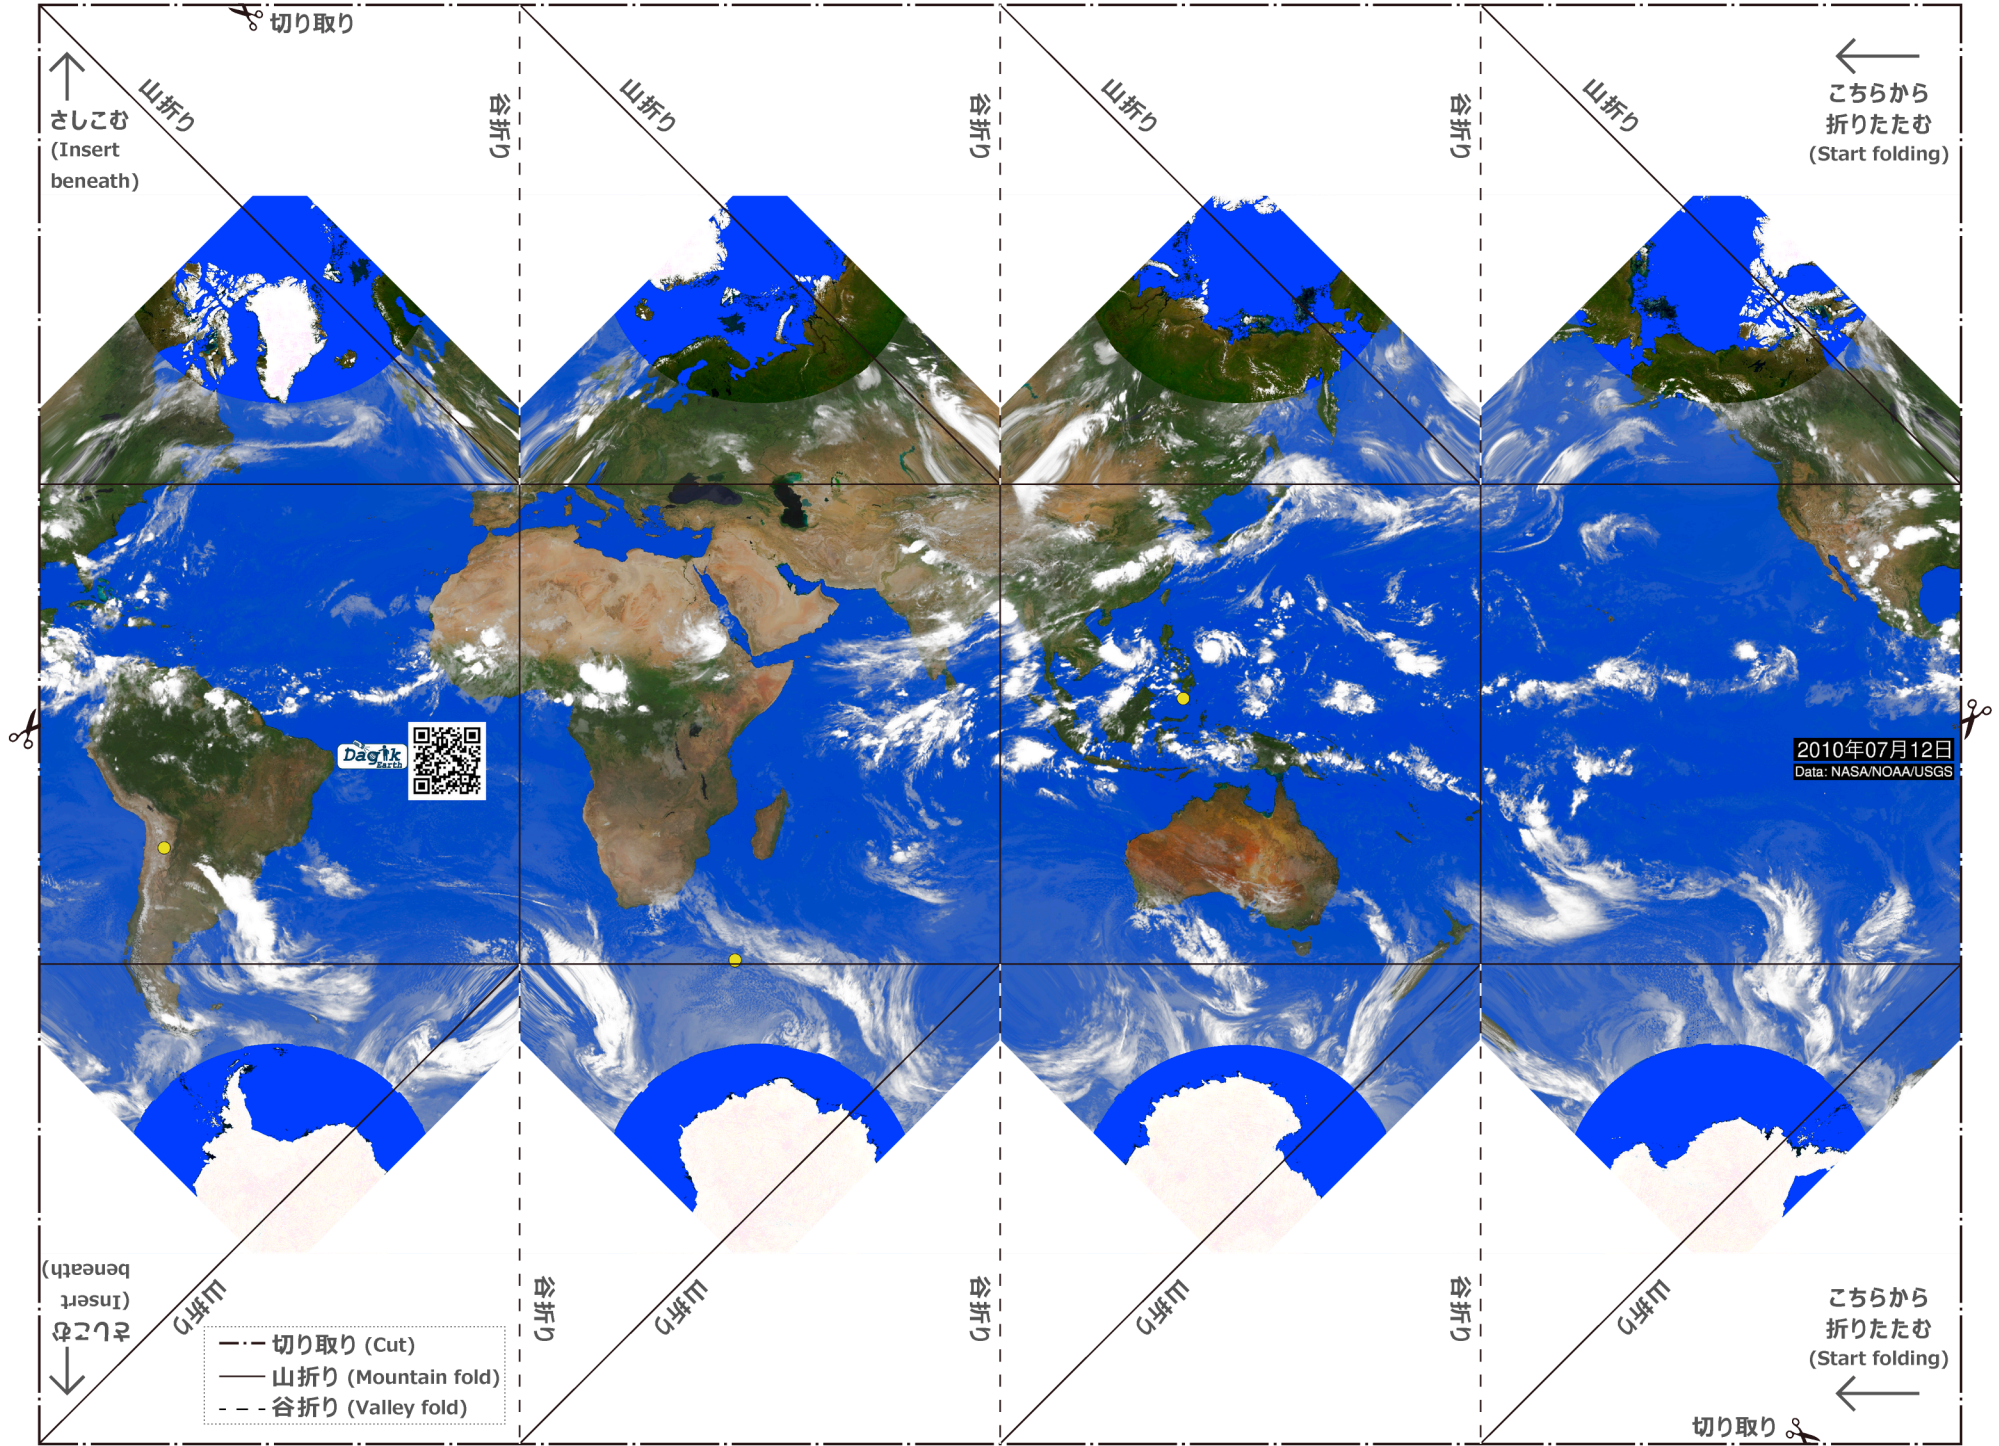 切り取り
さしこむ
(Insert
beneath)
山折り
谷折り
山折り
谷折り
山折り
谷折り
山折り
こちらから
折りたたむ
(Start folding)
Dagik
Earth
2010年07月12日
Data: NASA/NOAA/USGS
さしこむ
(Insert
beneath)
山折り
谷折り
山折り
谷折り
山折り
谷折り
山折り
こちらから
折りたたむ
(Start folding)
切り取り (Cut)
山折り (Mountain fold)
谷折り (Valley fold)
切り取り